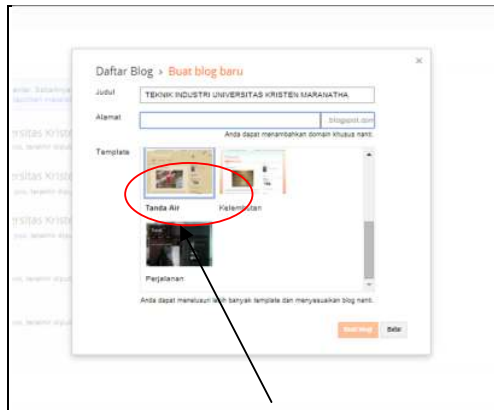 Daftar Blog › Buat blog baru
Judul
TEKNIK INDUSTRI UNIVERSITAS KRISTEN MARANATHA
Alamat
.blogspot.com
Anda dapat menambahkan domain khusus nanti.
Template
Tanda Air
Kelembutan
Perjalanan
Anda dapat menelusuri lebih banyak template dan menyesuaikan blog nanti.
Buat blog!
Batal